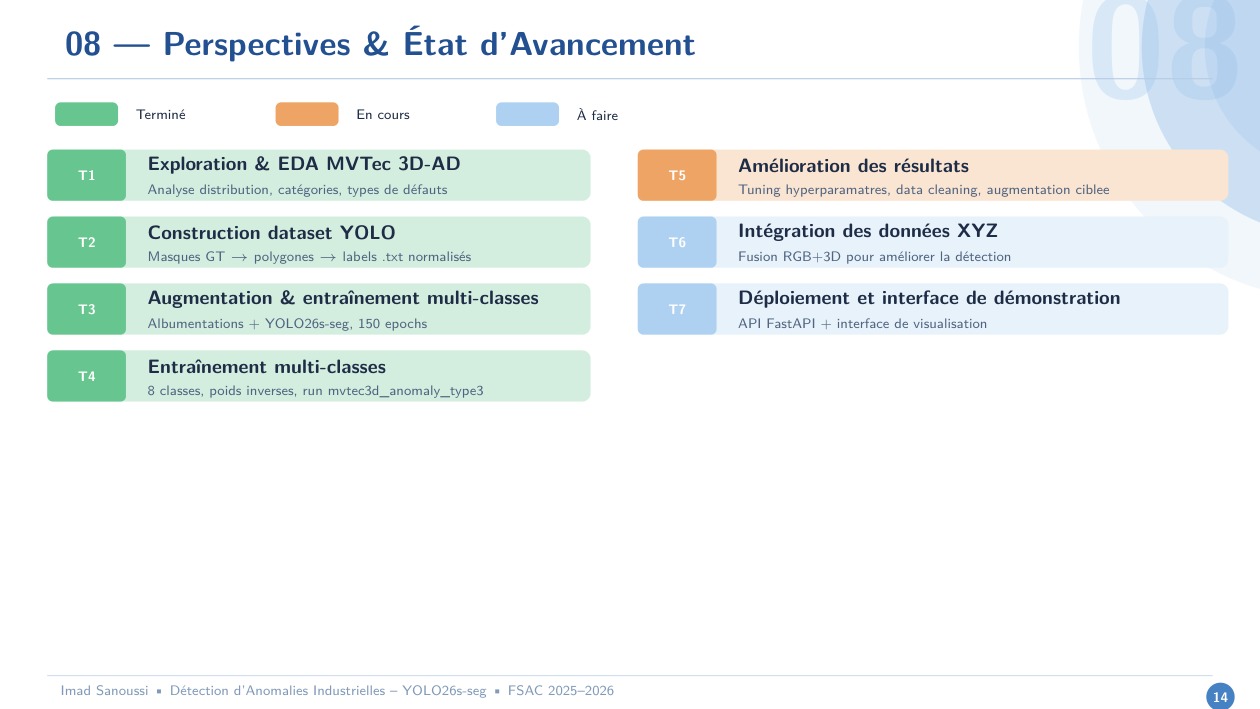 08 — Perspectives & État d'Avancement
08
Terminé
En cours
À faire
T1
Exploration & EDA MVTec 3D-AD
Analyse distribution, catégories, types de défauts
T2
Construction dataset YOLO
Masques GT → polygones → labels .txt normalisés
T3
Augmentation & entraînement multi-classes
Albumentations + YOLO26s-seg, 150 epochs
T4
Entraînement multi-classes
8 classes, poids inverses, run mvtec3d_anomaly_type3
T5
Amélioration des résultats
Tuning hyperparamatres, data cleaning, augmentation ciblee
T6
Intégration des données XYZ
Fusion RGB+3D pour améliorer la détection
T7
Déploiement et interface de démonstration
API FastAPI + interface de visualisation
Imad Sanoussi ▪ Détection d'Anomalies Industrielles – YOLO26s-seg ▪ FSAC 2025–2026
14